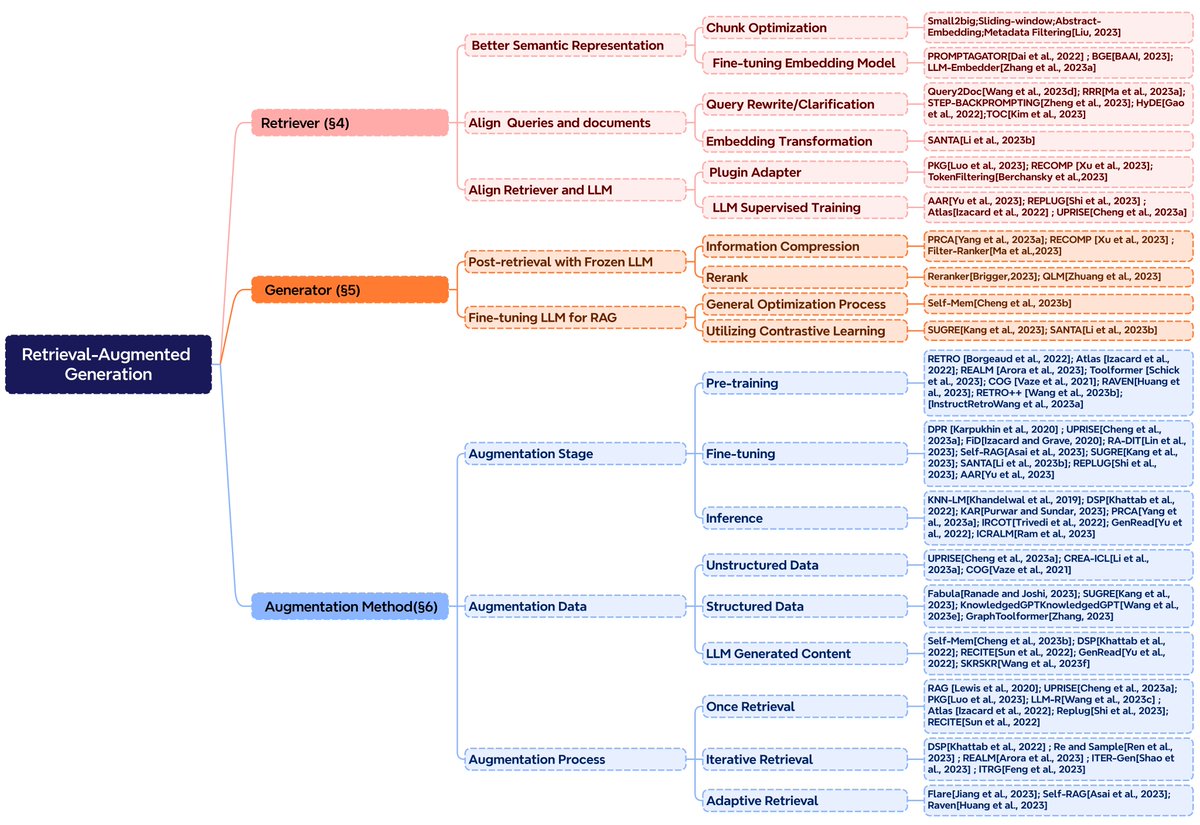 Retrieval-Augmented
Generation
Retriever (§4)
Better Semantic Representation
Chunk Optimization
Small2big;Sliding-window;Abstract-
Embedding;Metadata Filtering[Liu, 2023]
Fine-tuning Embedding Model
PROMPTAGATOR[Dai et al., 2022] ; BGE[BAAI, 2023];
LLM-Embedder[Zhang et al., 2023a]
Align Queries and documents
Query Rewrite/Clarification
Query2Doc[Wang et al., 2023d]; RRR[Ma et al., 2023a];
STEP-BACKPROMPTING[Zheng et al., 2023]; HyDE[Gao
et al., 2022];TOC[Kim et al., 2023]
Embedding Transformation
SANTA[Li et al., 2023b]
Align Retriever and LLM
Plugin Adapter
PKG[Luo et al., 2023]; RECOMP [Xu et al., 2023];
TokenFiltering[Berchansky et al.,2023]
LLM Supervised Training
AAR[Yu et al., 2023]; REPLUG[Shi et al., 2023] ;
Atlas[Izacard et al., 2022] ; UPRISE[Cheng et al., 2023a]
Generator (§5)
Post-retrieval with Frozen LLM
Information Compression
PRCA[Yang et al., 2023a]; RECOMP [Xu et al., 2023] ;
Filter-Ranker[Ma et al.,2023]
Rerank
Reranker[Brigger,2023]; QLM[Zhuang et al., 2023]
Fine-tuning LLM for RAG
General Optimization Process
Self-Mem[Cheng et al., 2023b]
Utilizing Contrastive Learning
SUGRE[Kang et al., 2023]; SANTA[Li et al., 2023b]
Augmentation Method(§6)
Augmentation Stage
Pre-training
RETRO [Borgeaud et al., 2022]; Atlas [Izacard et al.,
2022]; REALM [Arora et al., 2023]; Toolformer [Schick
et al., 2023]; COG [Vaze et al., 2021]; RAVEN[Huang et
al., 2023]; RETRO++ [Wang et al., 2023b];
[InstructRetroWang et al., 2023a]
Fine-tuning
DPR [Karpukhin et al., 2020] ; UPRISE[Cheng et al.,
2023a]; FiD[Izacard and Grave, 2020]; RA-DIT[Lin et al.,
2023]; Self-RAG[Asai et al., 2023]; SUGRE[Kang et al.,
2023]; SANTA[Li et al., 2023b]; REPLUG[Shi et al.,
2023]; AAR[Yu et al., 2023]
Inference
KNN-LM[Khandelwal et al., 2019]; DSP[Khattab et al.,
2022]; KAR[Purwar and Sundar, 2023]; PRCA[Yang et
al., 2023a]; IRCOT[Trivedi et al., 2022]; GenRead[Yu et
al., 2022]; ICRALM[Ram et al., 2023]
Augmentation Data
Unstructured Data
UPRISE[Cheng et al., 2023a]; CREA-ICL[Li et al.,
2023a]; COG[Vaze et al., 2021]
Structured Data
Fabula[Ranade and Joshi, 2023]; SUGRE[Kang et al.,
2023]; KnowledgedGPTKnowledgedGPT[Wang et al.,
2023e]; GraphToolformer[Zhang, 2023]
LLM Generated Content
Self-Mem[Cheng et al., 2023b]; DSP[Khattab et al.,
2022]; RECITE[Sun et al., 2022]; GenRead[Yu et al.,
2022]; SKRSKR[Wang et al., 2023f]
Augmentation Process
Once Retrieval
RAG [Lewis et al., 2020]; UPRISE[Cheng et al., 2023a];
PKG[Luo et al., 2023]; LLM-R[Wang et al., 2023c] ;
Atlas [Izacard et al., 2022]; Replug[Shi et al., 2023];
RECITE[Sun et al., 2022]
Iterative Retrieval
DSP[Khattab et al., 2022] ; Re and Sample[Ren et al.,
2023] ; REALM[Arora et al., 2023] ; ITER-Gen[Shao et
al., 2023] ; ITRG[Feng et al., 2023]
Adaptive Retrieval
Flare[Jiang et al., 2023]; Self-RAG[Asai et al., 2023];
Raven[Huang et al., 2023]